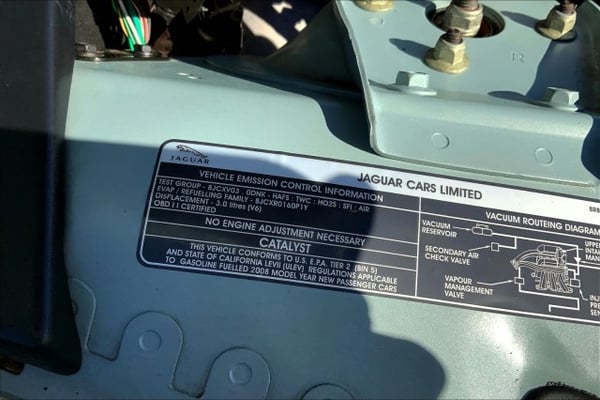 JAGUAR
JAGUAR CARS LIMITED
VEHICLE EMISSION CONTROL INFORMATION
TEST GROUP - 8JCXV03 . 0DNK - HAFS : TWC : HO2S : SFI : AIR
EVAP / REFUELLING FAMILY - 8JCXR0160P1Y
DISPLACEMENT - 3.0 litres (V6)
OBD II CERTIFIED
NO ENGINE ADJUSTMENT NECESSARY
CATALYST
THIS VEHICLE CONFORMS TO U.S. E.P.A. TIER 2 (BIN 5)
AND STATE OF CALIFORNIA LEVII (ULEV) REGULATIONS APPLICABLE
TO GASOLINE FUELLED 2008 MODEL YEAR NEW PASSENGER CARS
VACUUM ROUTEING DIAGRAM
VACUUM
RESERVOIR
SECONDARY AIR
CHECK VALVE
VAPOUR
MANAGEMENT
VALVE
UPPER
R